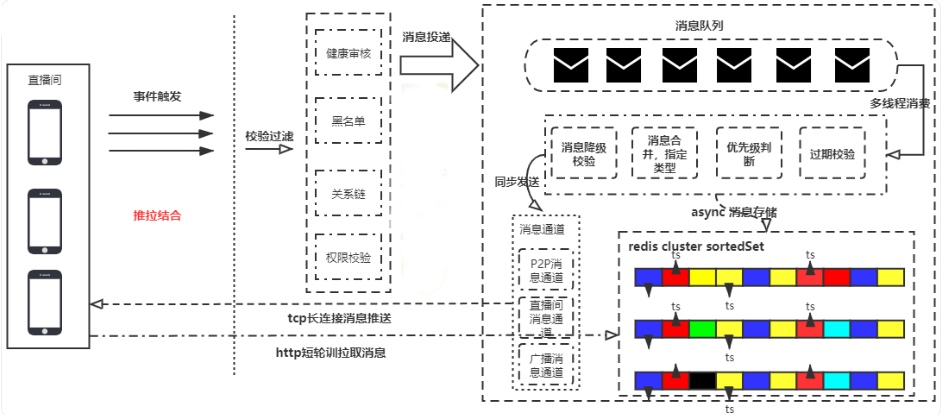 直播间
事件触发
推拉结合
校验过滤
健康审核
黑名单
关系链
权限校验
消息投递
消息队列
多线程消费
消息降级
校验
消息合
并，指定
类型
优先级判
断
过期校验
同步发送
async 消息存储
消息通道
P2P消
息通道
直播间
消息通
道
广播消
息通道
redis cluster sortedSet
ts
ts
ts
ts
ts
ts
ts
ts
ts
tcp长连接消息推送
http短轮训拉取消息